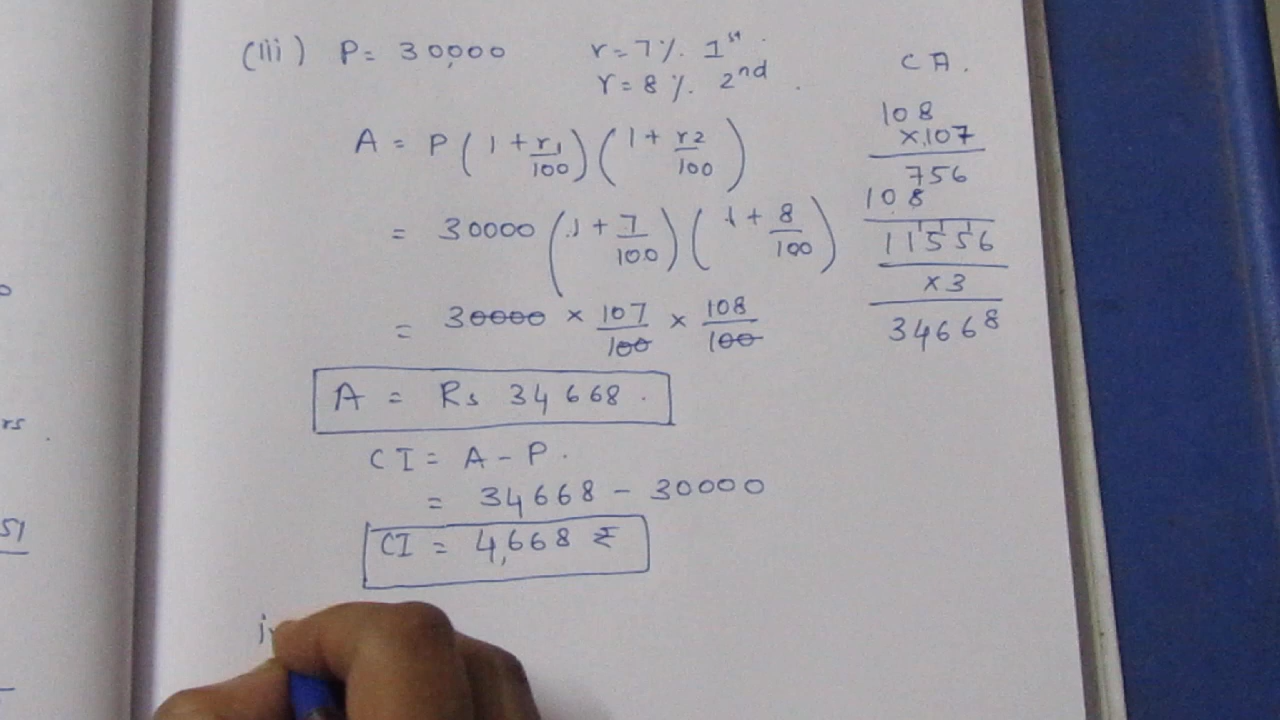 (iii) P = 30,000 r = 7% 1st
r = 8% 2nd
A = P(1 + r1/100)(1 + r2/100)
= 30000(1 + 7/100)(1 + 8/100)
= 30000 × 107/100 × 108/100
A = Rs 34668.
CI = A - P.
= 34668 - 30000
CI = 4,668 ₹
CA.
108
×107
756
108
11556
×3
34668
rs.
51